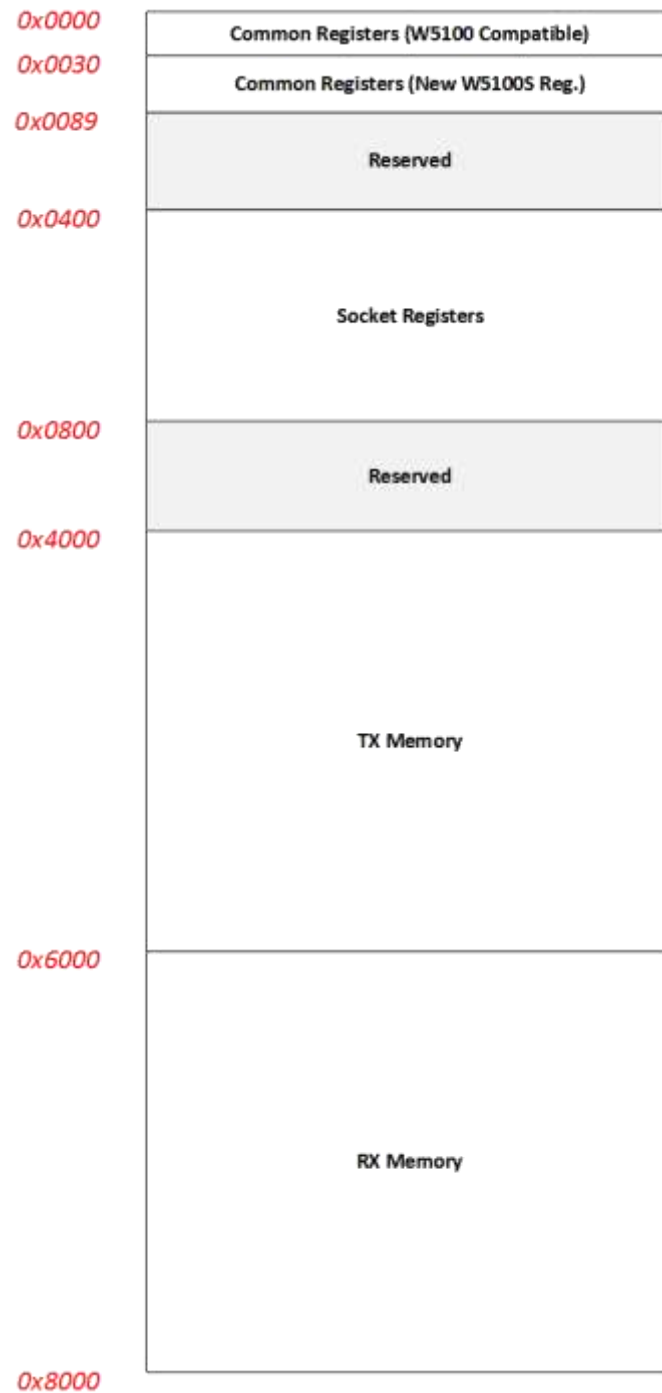 0x0000
Common Registers (W5100 Compatible)
0x0030
Common Registers (New W5100S Reg.)
0x0089
Reserved
0x0400
Socket Registers
0x0800
Reserved
0x4000
TX Memory
0x6000
RX Memory
0x8000